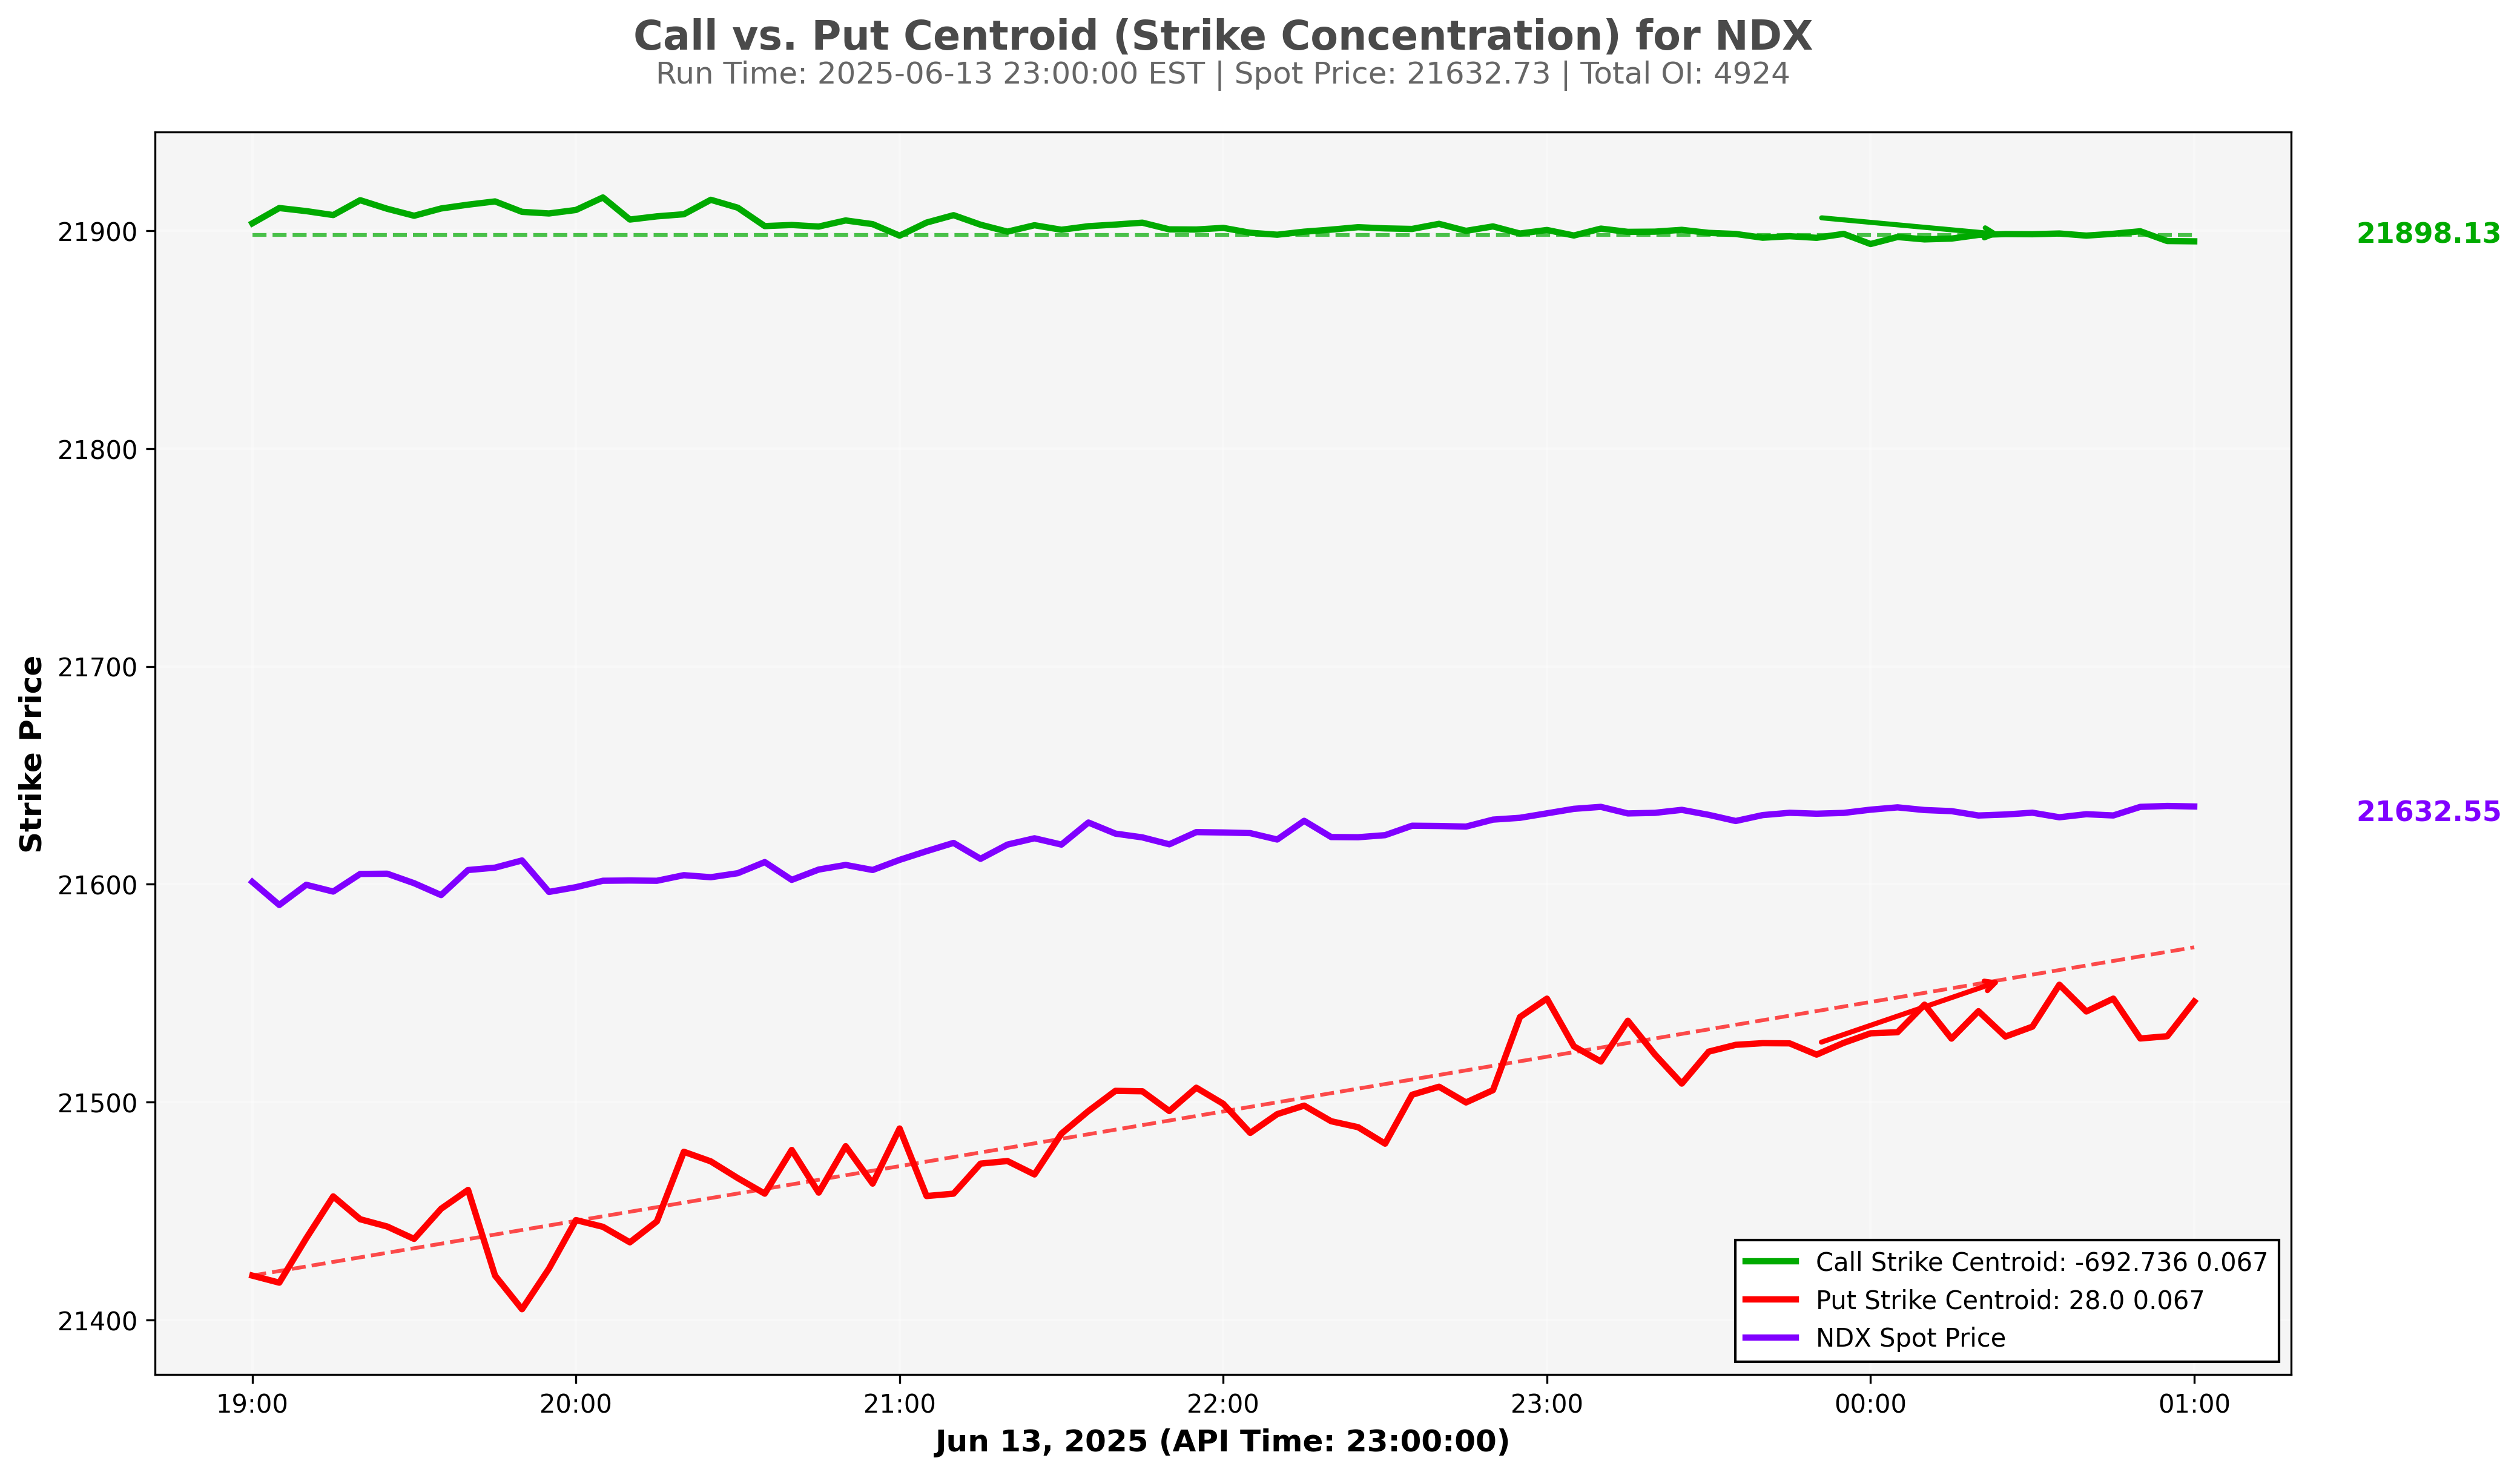 Call vs. Put Centroid (Strike Concentration) for NDX
Run Time: 2025-06-13 23:00:00 EST | Spot Price: 21632.73 | Total OI: 4924
Strike Price
21900
21800
21700
21600
21500
21400
21898.13
21632.55
Call Strike Centroid: -692.736 0.067
Put Strike Centroid: 28.0 0.067
NDX Spot Price
19:00
20:00
21:00
22:00
23:00
00:00
01:00
Jun 13, 2025 (API Time: 23:00:00)